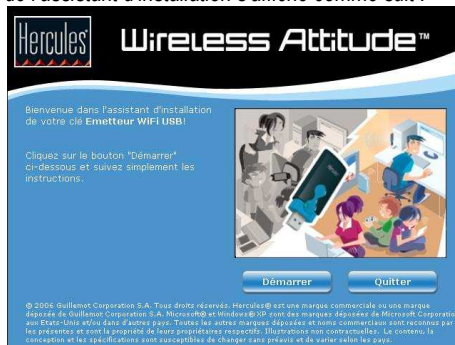 de l'assistant d'installation s'affiche comme suit :
Hercules® Wireless Attitude™
Bienvenue dans l'assistant d'installation
de votre clé Emetteur WiFi USB!
Cliquez sur le bouton "Démarrer"
ci-dessous et suivez simplement les
instructions.
Démarrer Quitter
© 2006 Guillemot Corporation S.A. Tous droits réservés. Hercules® est une marque commerciale ou une marque
déposée de Guillemot Corporation S.A. Microsoft® et Windows® XP sont des marques déposées de Microsoft Corporation
aux Etats-Unis et/ou dans d'autres pays. Toutes les autres marques déposées et noms commerciaux sont reconnus par
les présentes et sont la propriété de leurs propriétaires respectifs. Illustrations non contractuelles. Le contenu, la
conception et les spécifications sont susceptibles de changer sans préavis et de varier selon les pays.